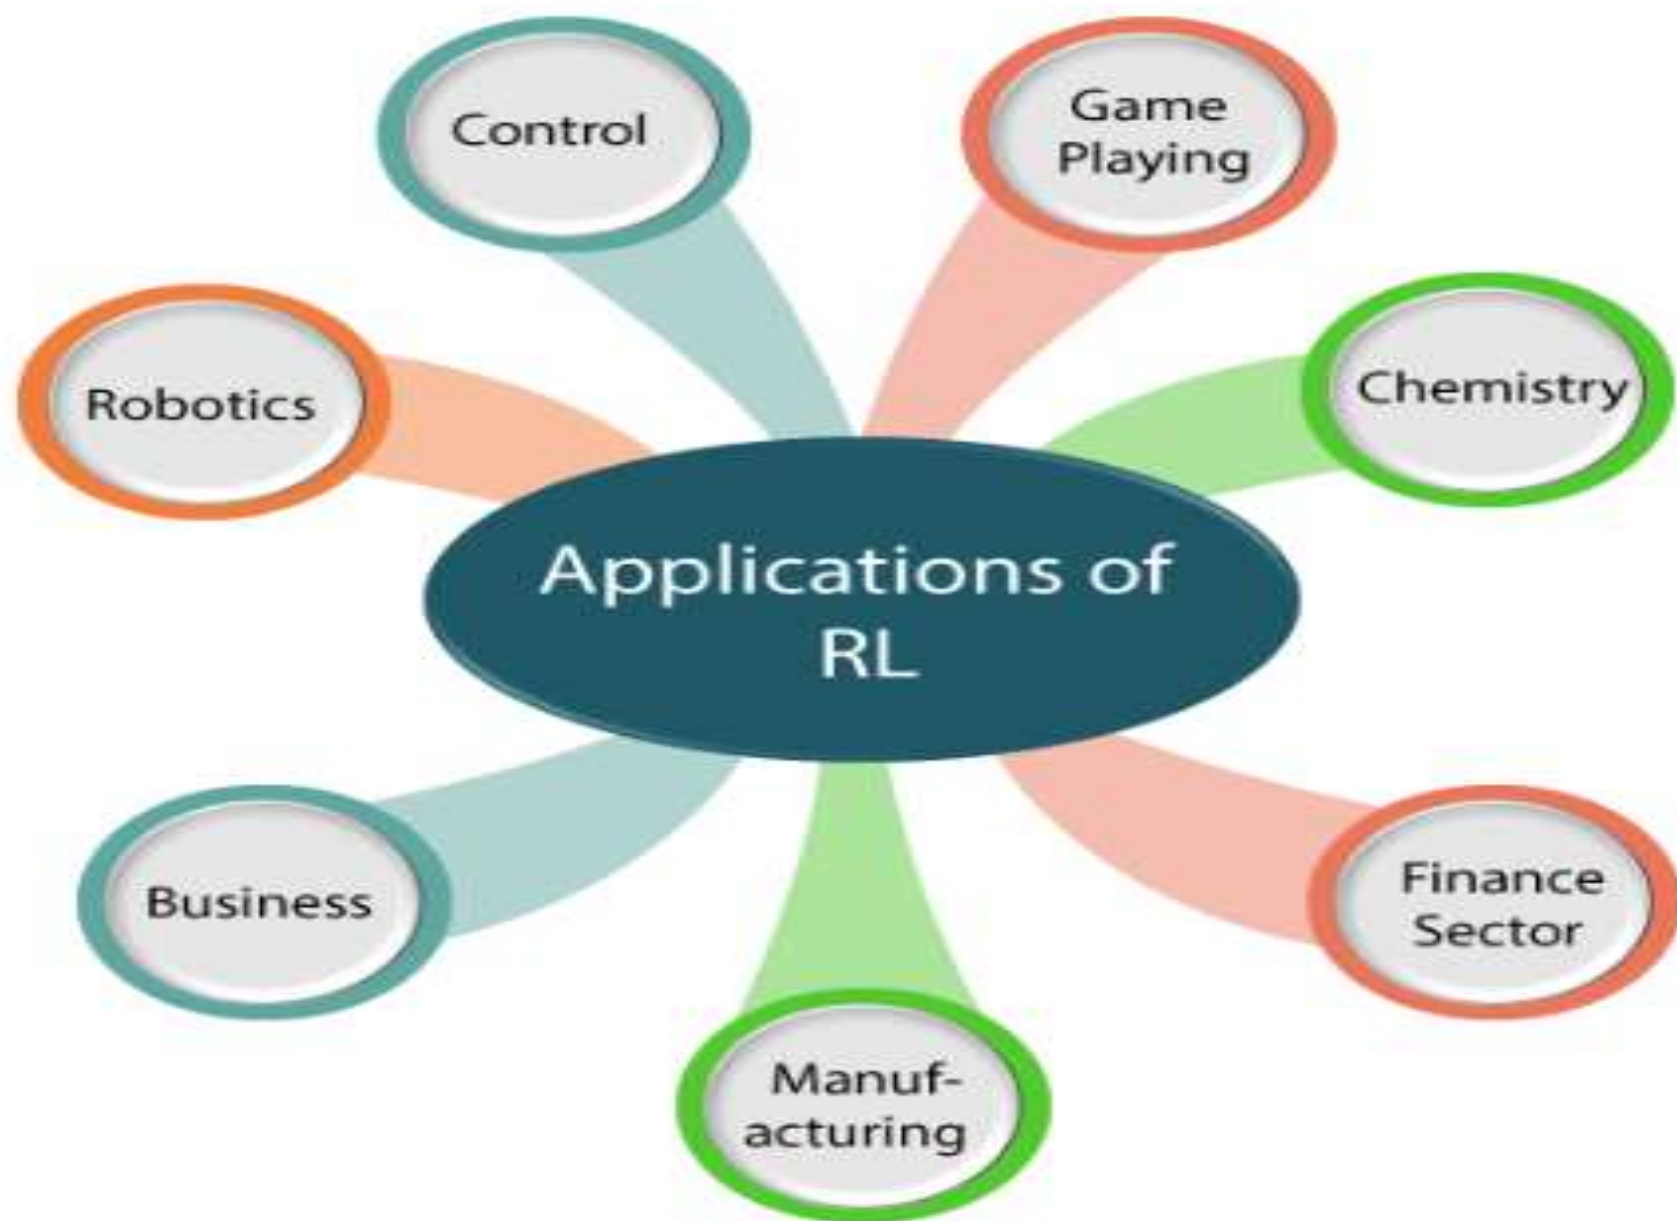 Control
Game
Playing
Robotics
Chemistry
Applications of
RL
Business
Finance
Sector
Manuf-
acturing